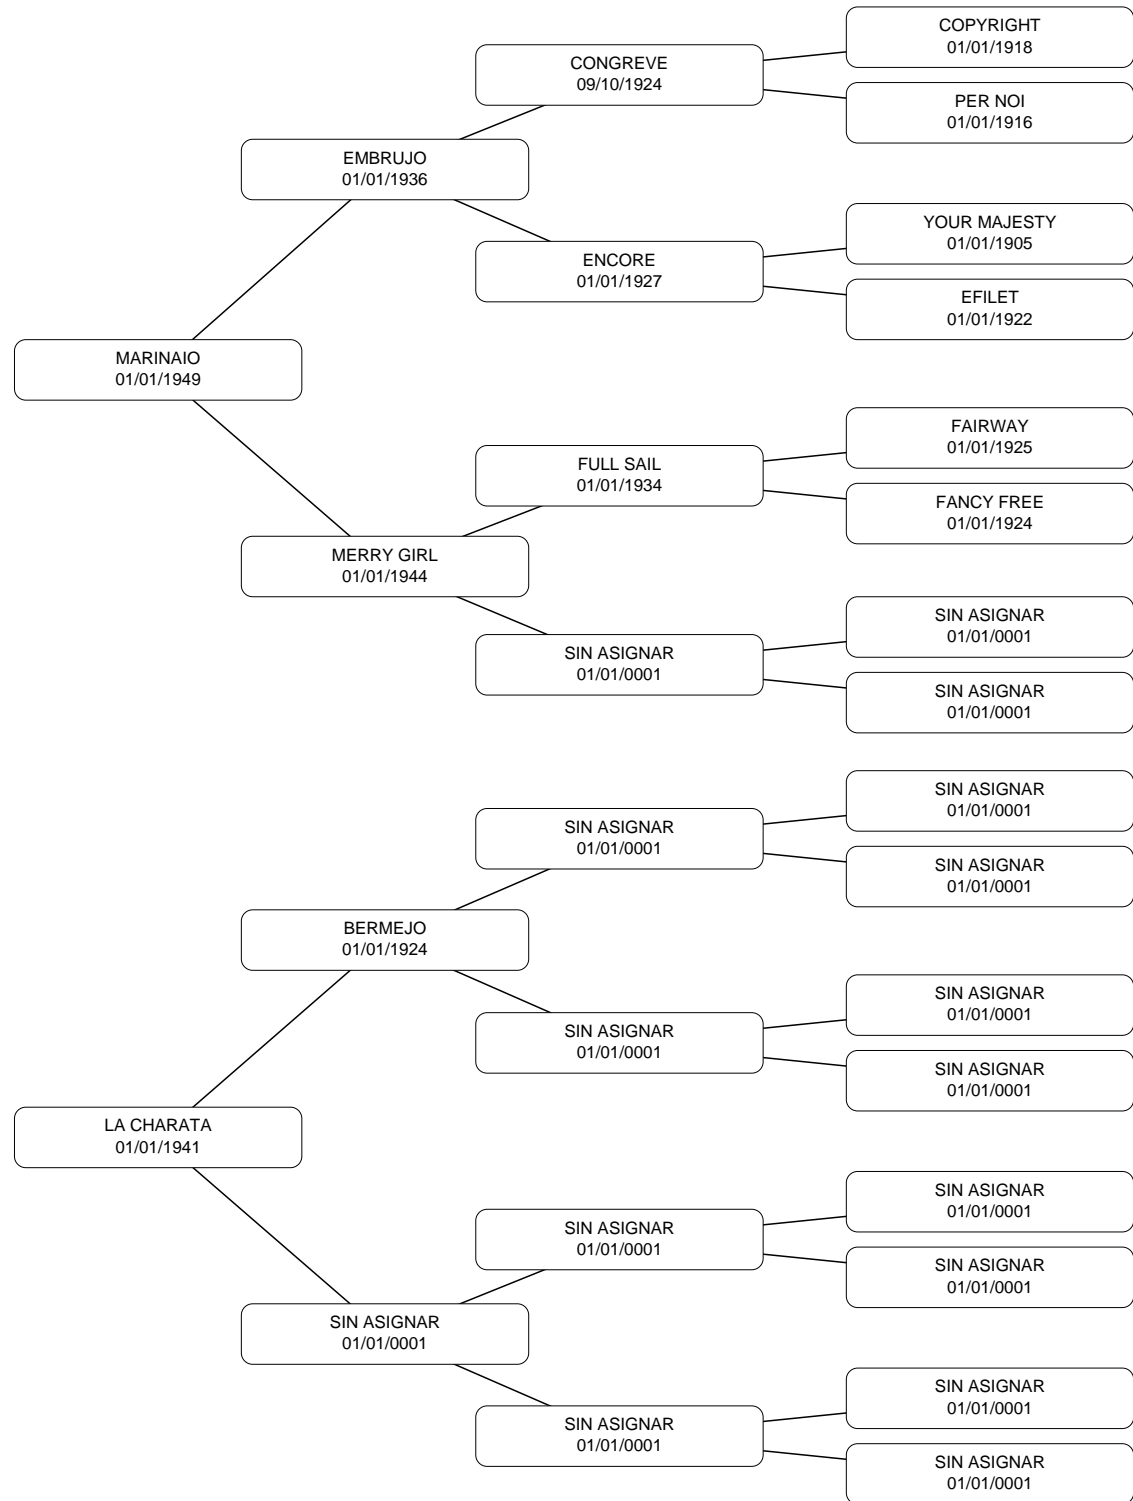 COPYRIGHT
01/01/1918
CONGREVE
09/10/1924
PER NOI
01/01/1916
EMBRUJO
01/01/1936
YOUR MAJESTY
01/01/1905
ENCORE
01/01/1927
EFILET
01/01/1922
MARINAIO
01/01/1949
FAIRWAY
01/01/1925
FULL SAIL
01/01/1934
FANCY FREE
01/01/1924
MERRY GIRL
01/01/1944
SIN ASIGNAR
01/01/0001
SIN ASIGNAR
01/01/0001
SIN ASIGNAR
01/01/0001
SIN ASIGNAR
01/01/0001
SIN ASIGNAR
01/01/0001
SIN ASIGNAR
01/01/0001
BERMEJO
01/01/1924
SIN ASIGNAR
01/01/0001
SIN ASIGNAR
01/01/0001
SIN ASIGNAR
01/01/0001
LA CHARATA
01/01/1941
SIN ASIGNAR
01/01/0001
SIN ASIGNAR
01/01/0001
SIN ASIGNAR
01/01/0001
SIN ASIGNAR
01/01/0001
SIN ASIGNAR
01/01/0001
SIN ASIGNAR
01/01/0001
SIN ASIGNAR
01/01/0001